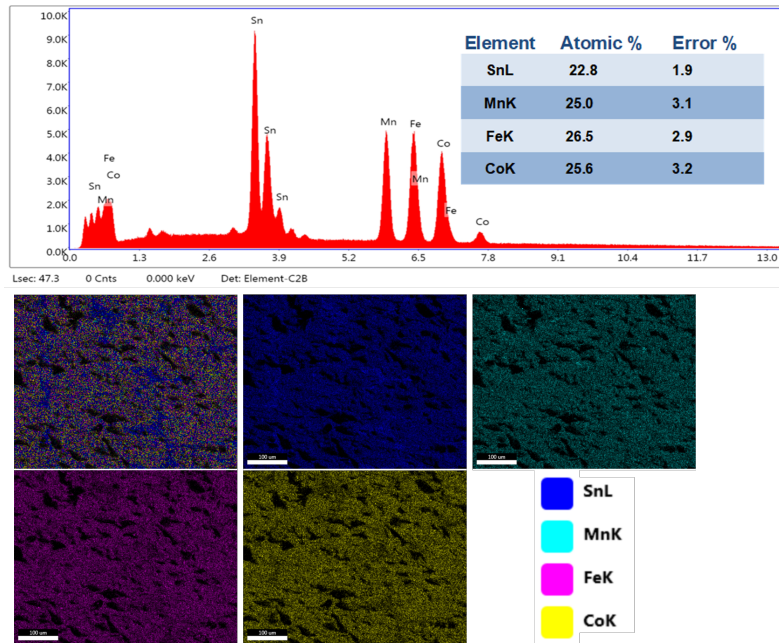 10.0K
9.0K
8.0K
7.0K
6.0K
5.0K
4.0K
3.0K
2.0K
1.0K
0.0K
Sn
Sn
Sn
Fe
Co
Sn
Mn
Mn
Fe
Mn
Co
Fe
Co
0.0 1.3 2.6 3.9 5.2 6.5 7.8 9.1 10.4 11.7 13.0
Element Atomic % Error %
SnL 22.8 1.9
MnK 25.0 3.1
FeK 26.5 2.9
CoK 25.6 3.2
Lsec: 47.3 0 Cnts 0.000 keV Det: Element-C2B
100 um
100 um
100 um
100 um
SnL
MnK
FeK
CoK